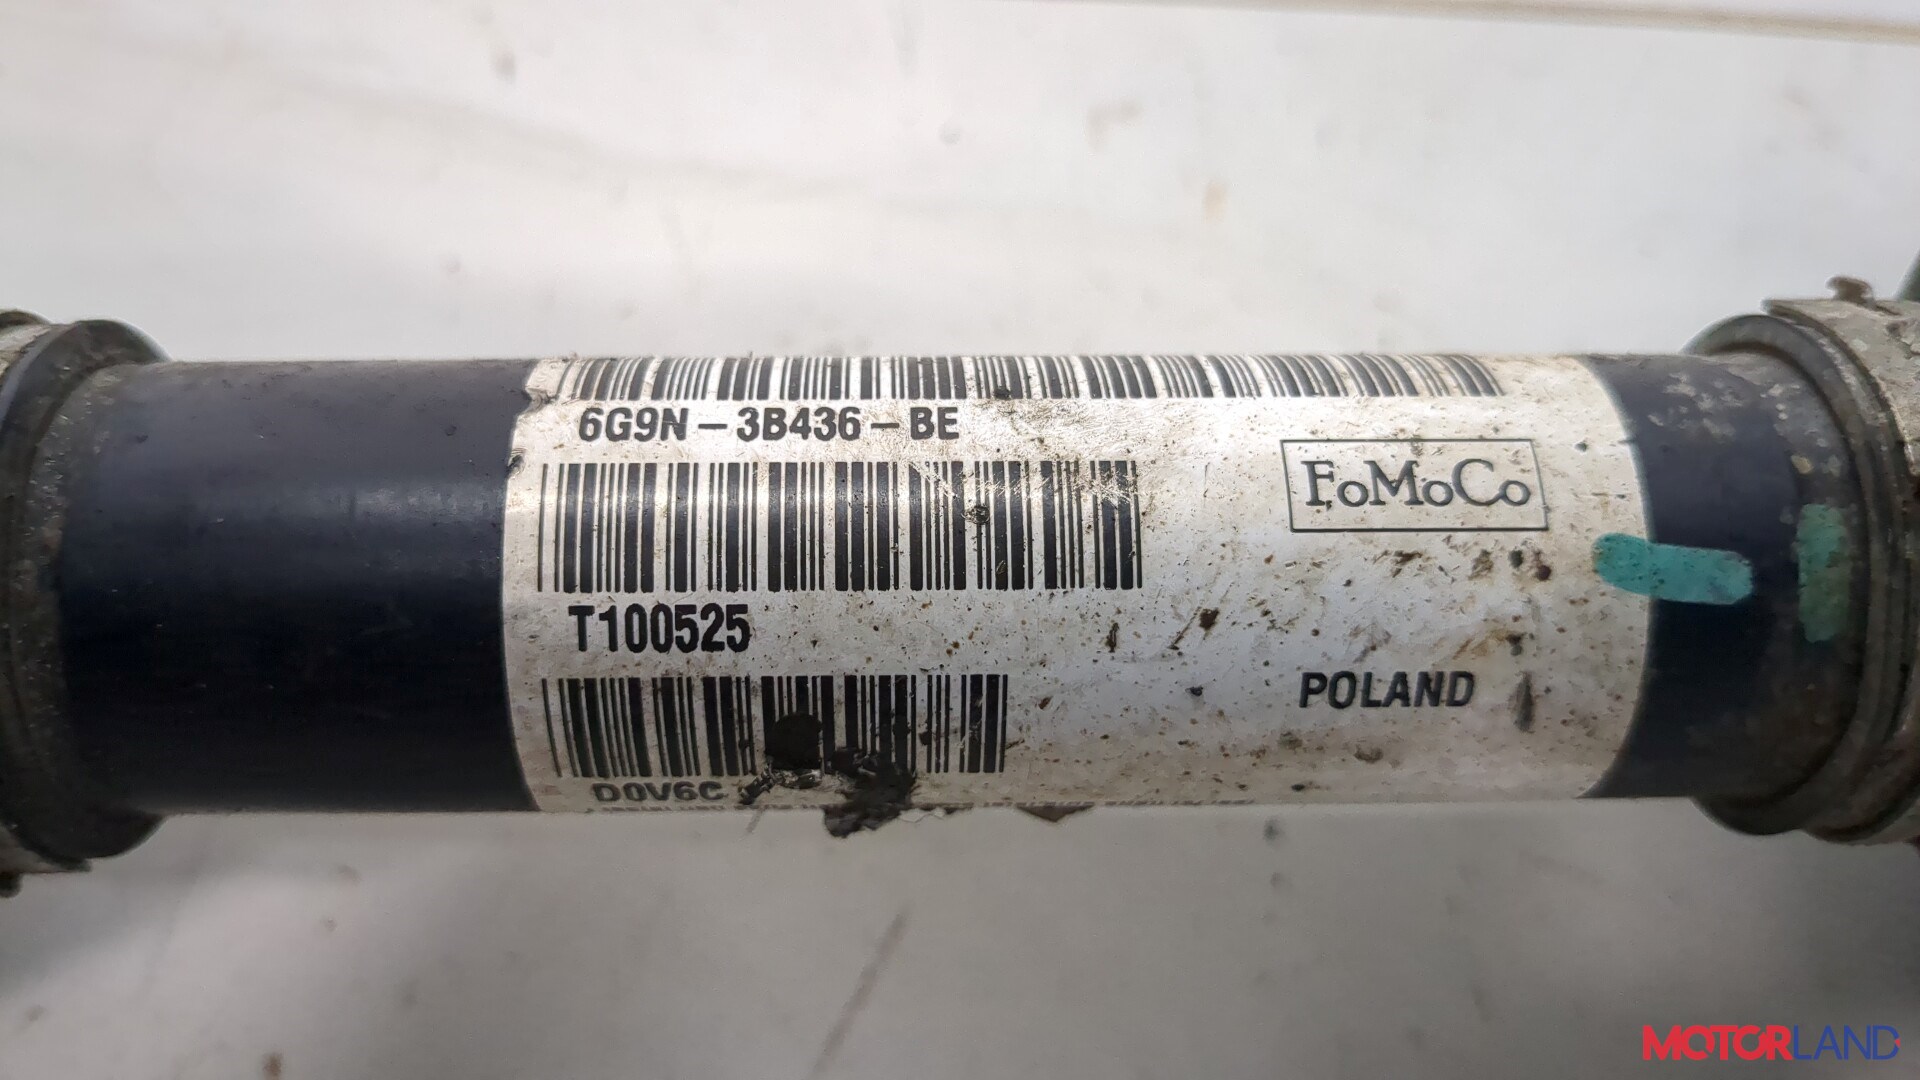 6G9N-3B436-BE
FoMoCo
T100525
POLAND
D0V6C
MOTORLAND